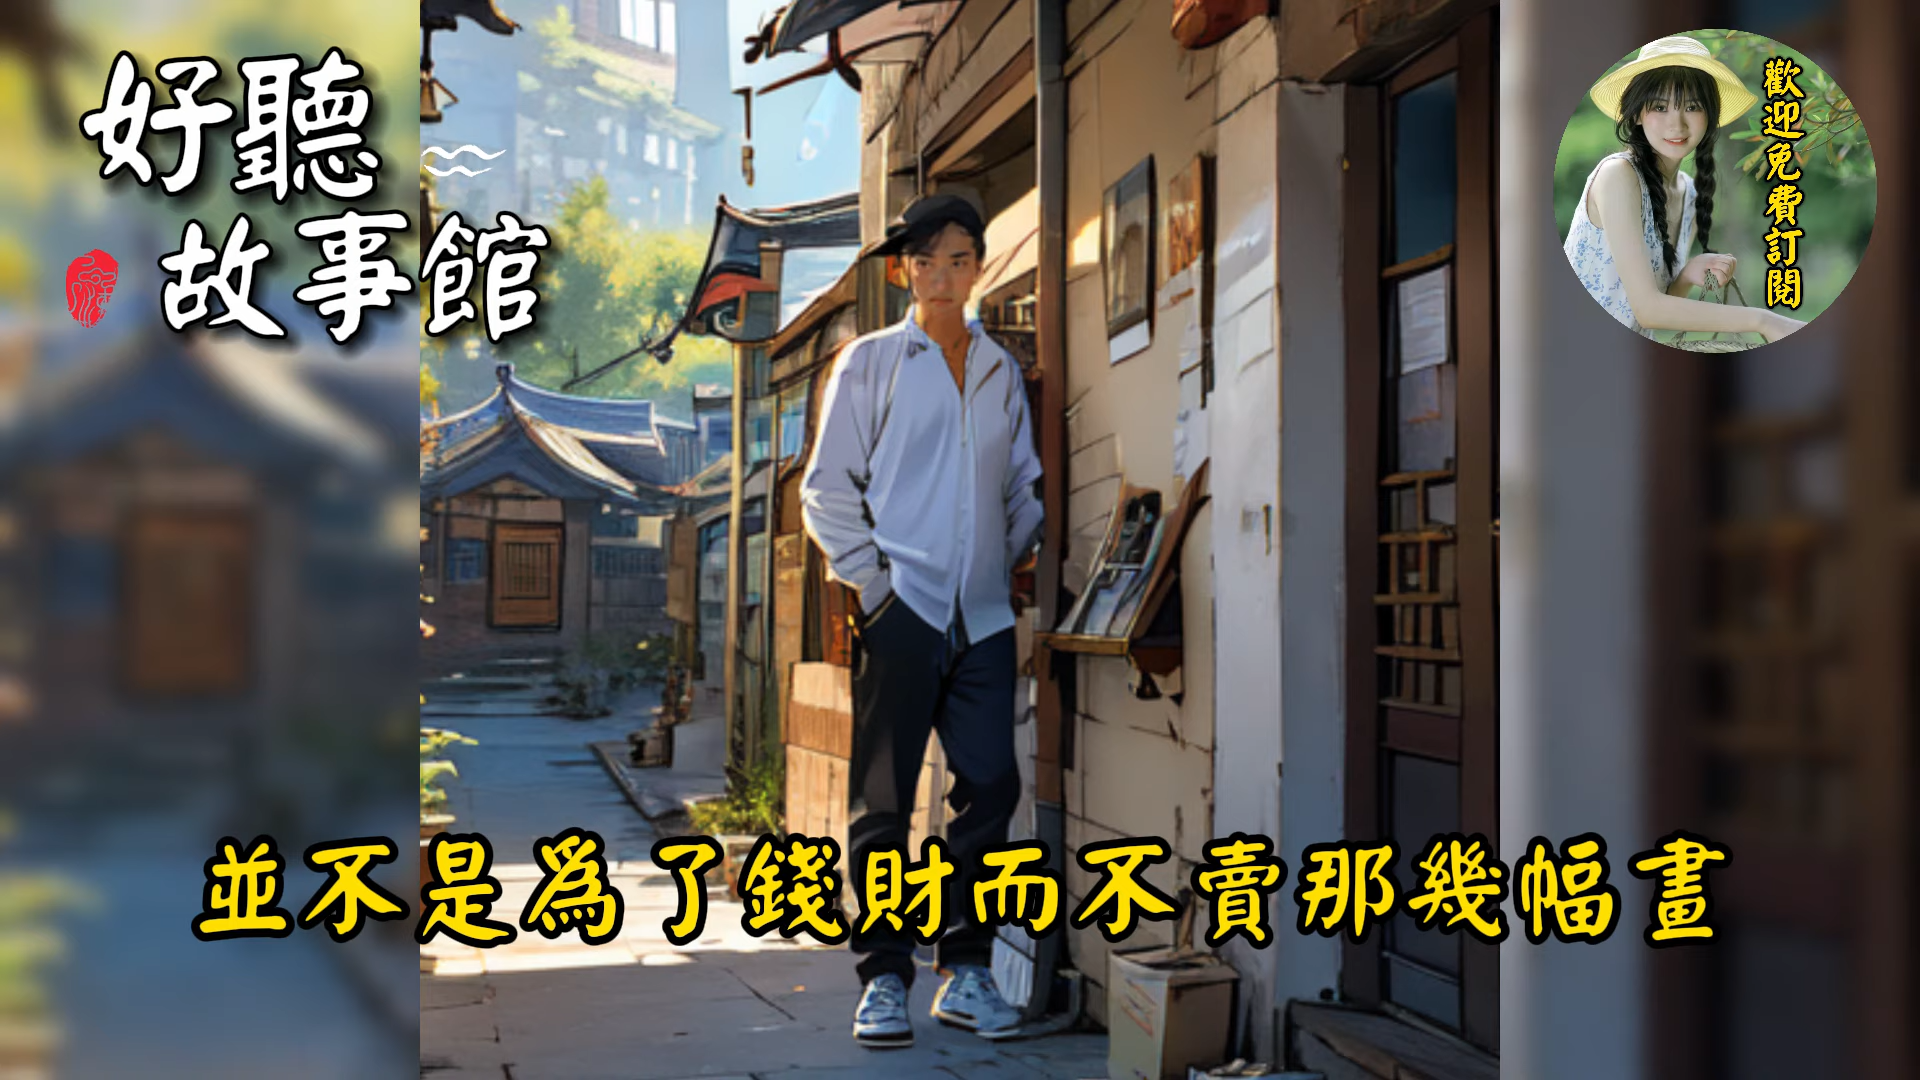 好聽
故事館
歡迎免費訂閱
並不是爲了錢財而不賣那幾幅畫